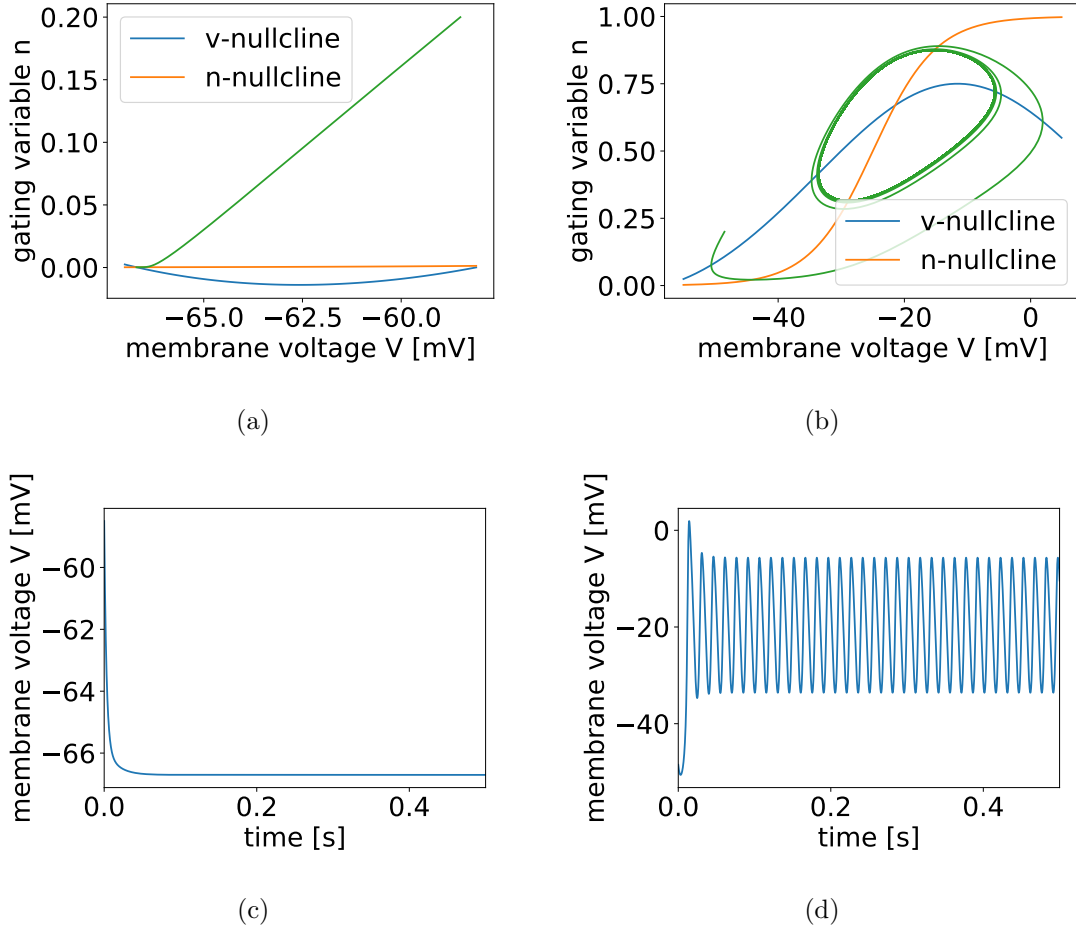 0.20
0.15
0.10
0.05
0.00
gating variable n
v-nullcline
n-nullcline
−65.0 −62.5 −60.0
membrane voltage V [mV]
(a)
1.00
0.75
0.50
0.25
0.00
gating variable n
v-nullcline
n-nullcline
−40 −20 0
membrane voltage V [mV]
(b)
−60
−62
−64
−66
membrane voltage V [mV]
0.0 0.2 0.4
time [s]
(c)
0
−20
−40
membrane voltage V [mV]
0.0 0.2 0.4
time [s]
(d)